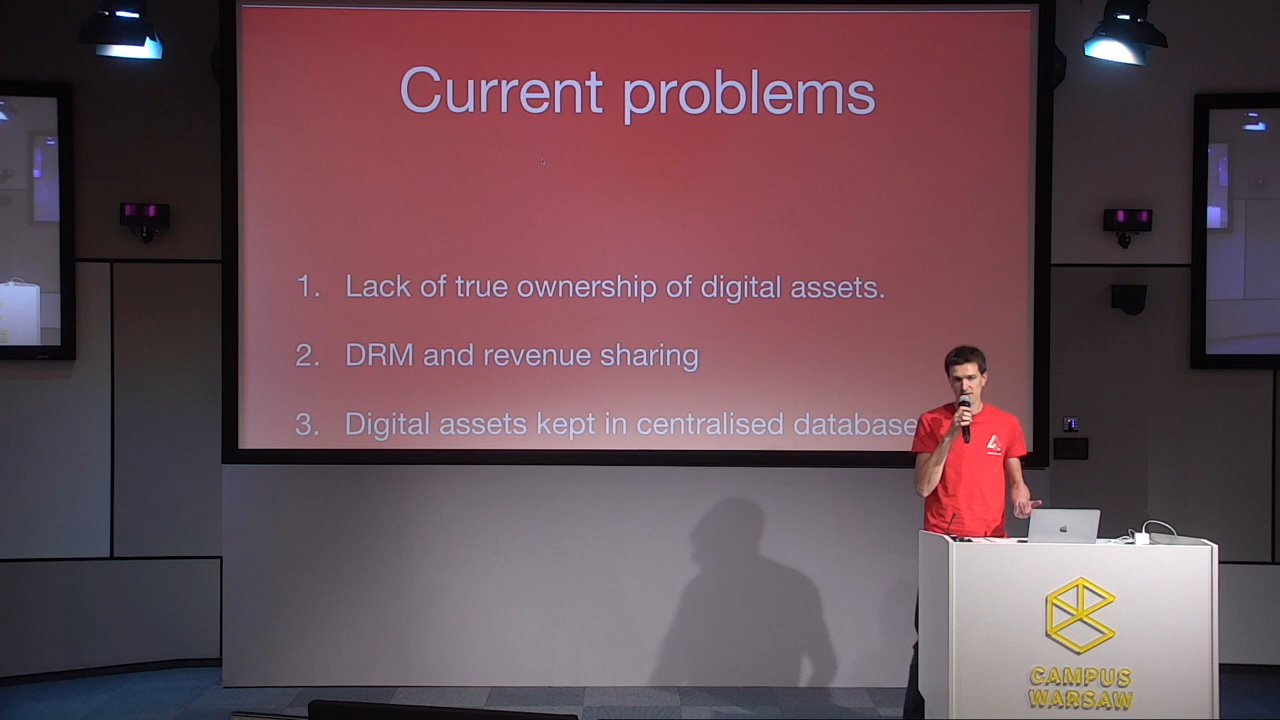 Current problems
1. Lack of true ownership of digital assets.
2. DRM and revenue sharing
3. Digital assets kept in centralised database
CAMPUS
WARSAW